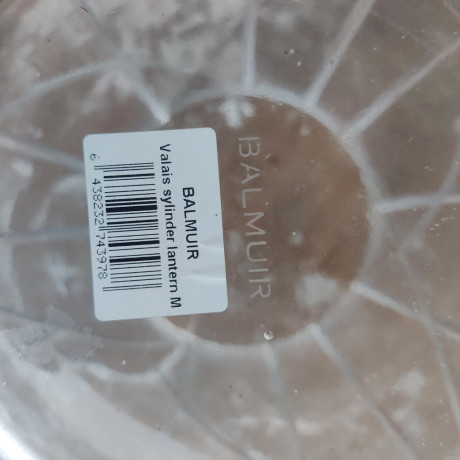 BALMUIR
Valais sylinder lantern M
6 438232 743978
BALMUIR